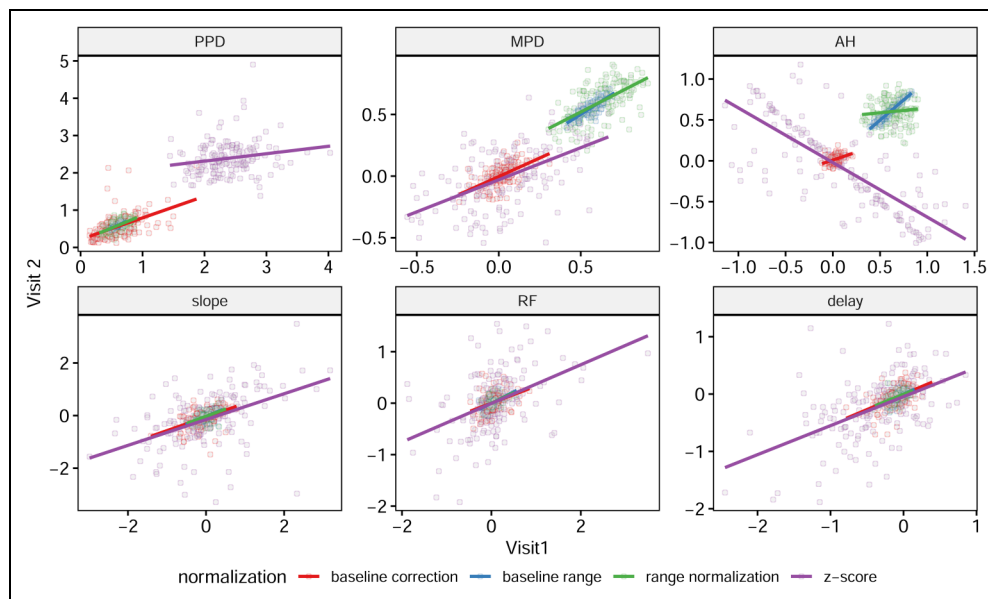 PPD MPD AH
5
4
3
2
1
0
0 1 2 3 4
0.5
0.0
−0.5
−0.5 0.0 0.5
1.0
0.5
0.0
−0.5
−1.0
−1.0 −0.5 0.0 0.5 1.0 1.5
Visit 2
slope RF delay
2
0
−2
−2 0 2
1
0
−1
−2
−2 0 2
1
0
−1
−2
−2 −1 0 1
Visit1
normalization baseline correction baseline range range normalization z−score